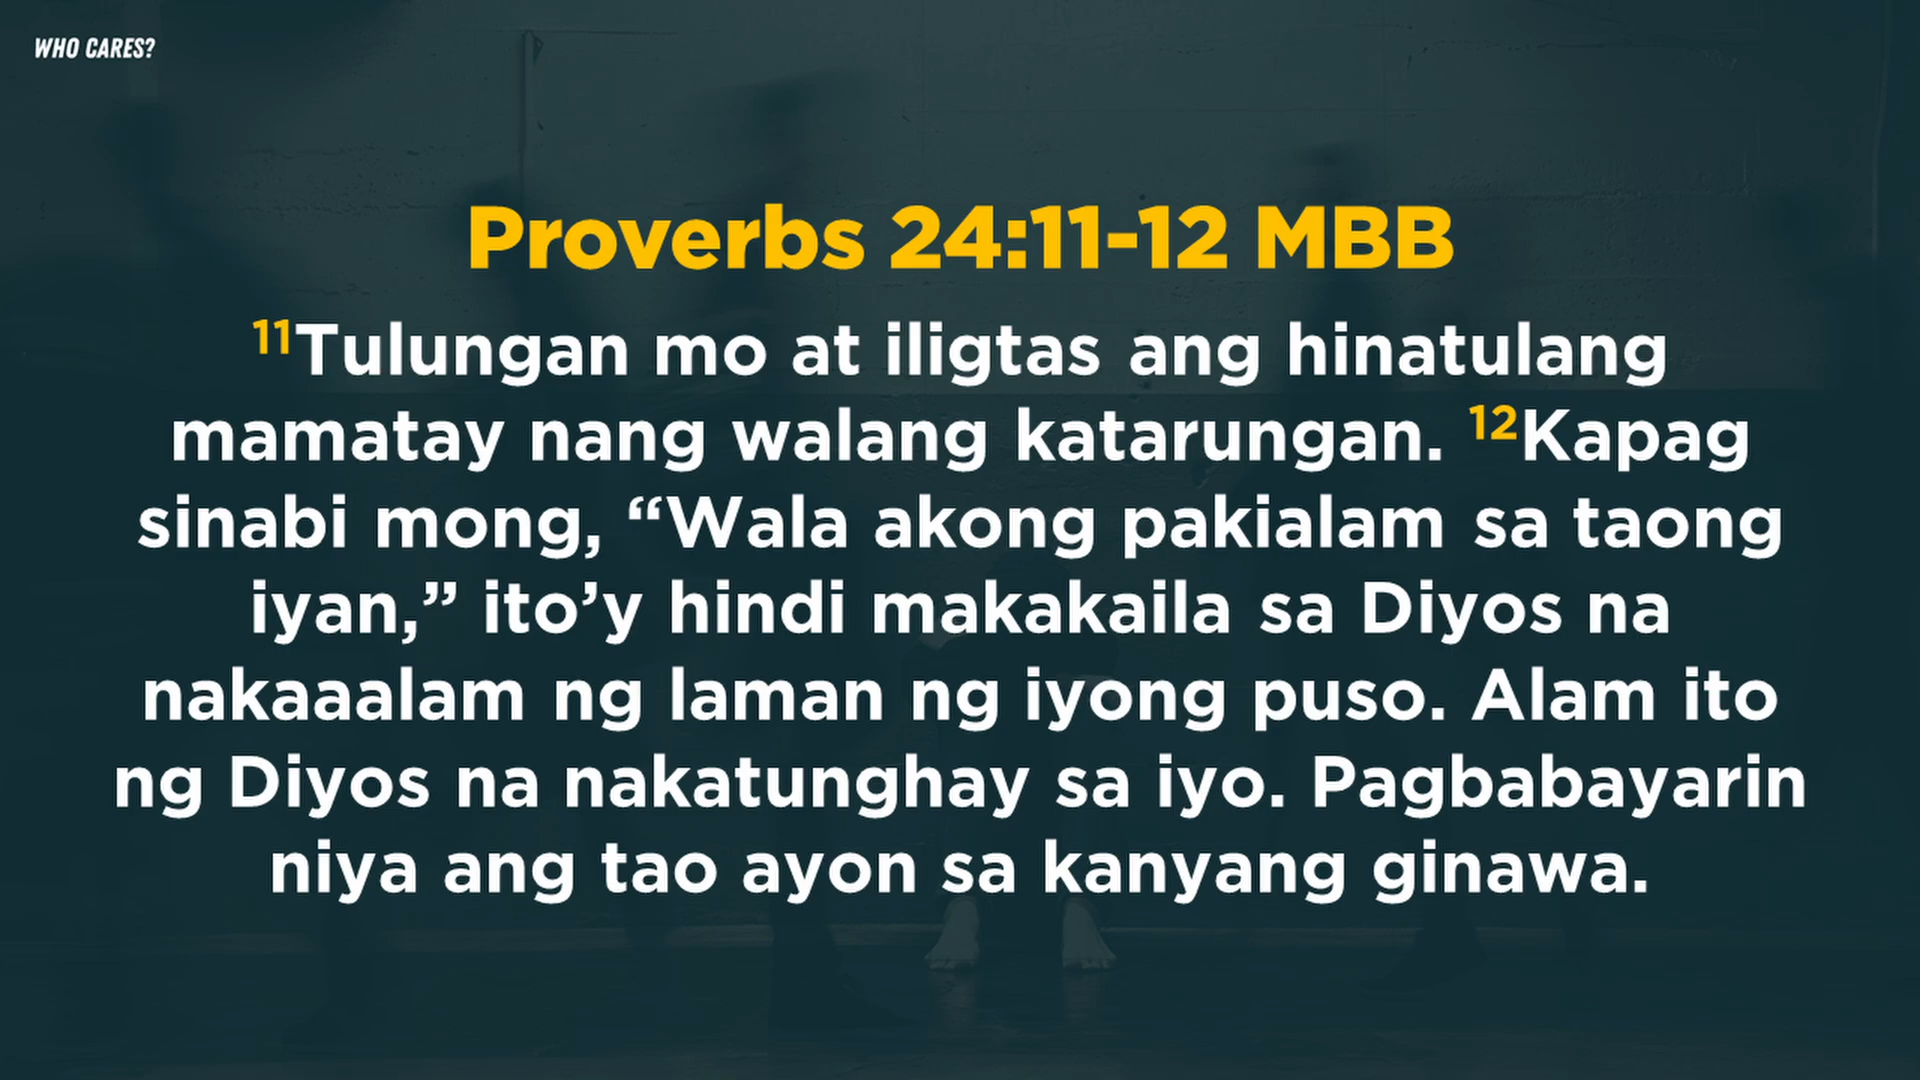 WHO CARES?
Proverbs 24:11-12 MBB
11Tulungan mo at iligtas ang hinatulang
mamatay nang walang katarungan. 12Kapag
sinabi mong, “Wala akong pakialam sa taong
iyan,” ito’y hindi makakaila sa Diyos na
nakaaalam ng laman ng iyong puso. Alam ito
ng Diyos na nakatunghay sa iyo. Pagbabayarin
niya ang tao ayon sa kanyang ginawa.